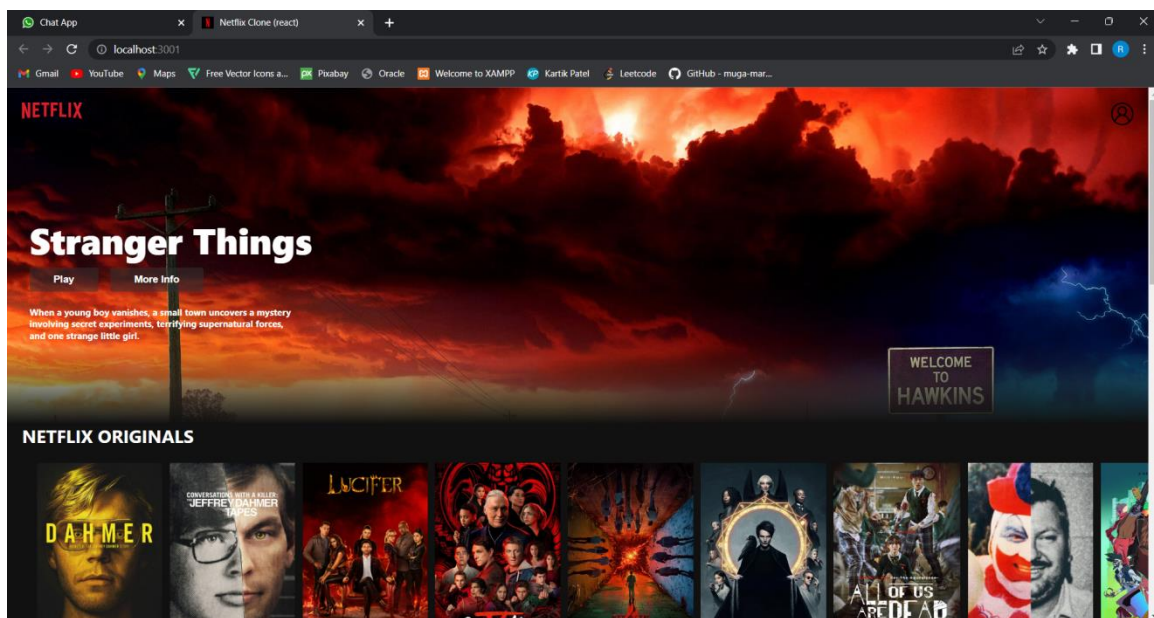 Chat App
Netflix Clone (react)
localhost:3001
Gmail YouTube Maps Free Vector Icons a... Pixabay Oracle Welcome to XAMPP Kartik Patel Leetcode GitHub - muga-mar...
NETFLIX
Stranger Things
Play More Info
When a young boy vanishes, a small town uncovers a mystery
involving secret experiments, terrifying supernatural forces,
and one strange little girl.
WELCOME
TO
HAWKINS
NETFLIX ORIGINALS
DAHMER
CONVERSATIONS WITH A KILLER:
THE JEFFREY DAHMER
TAPES
LUCIFER
ALL OF US
ARE DEAD